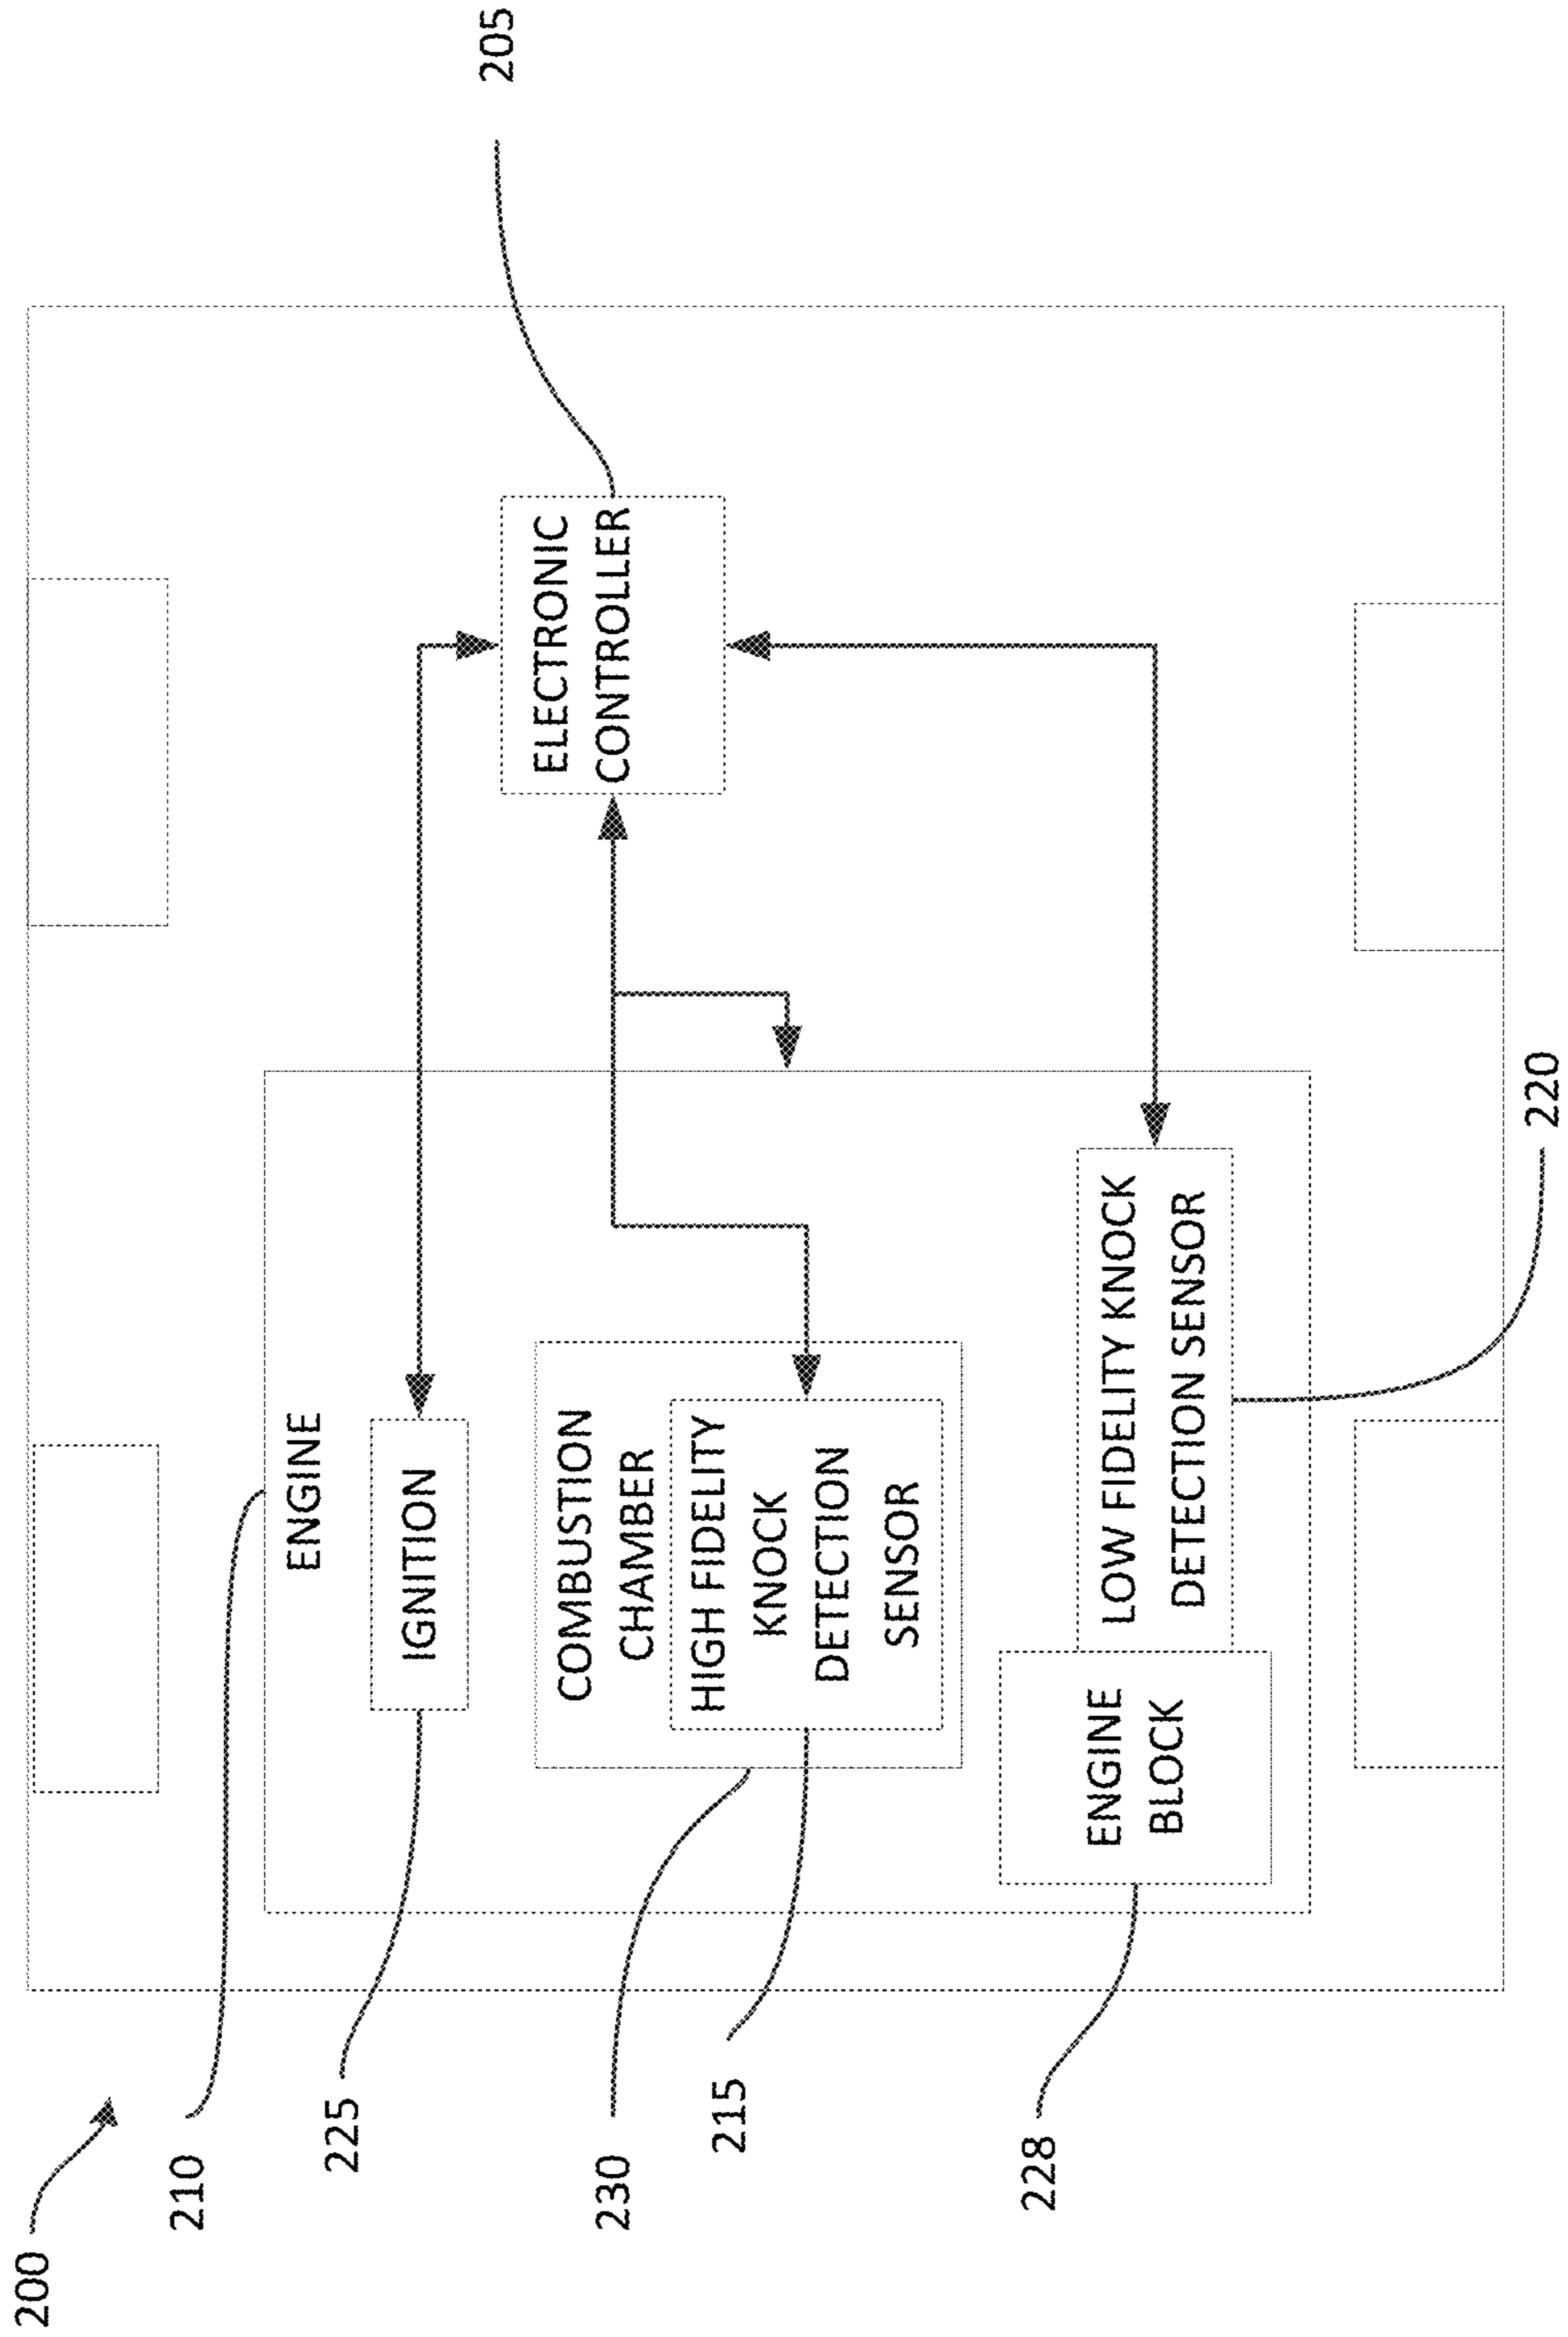 200
210
225
230
215
228
220
205
ENGINE
IGNITION
COMBUSTION
CHAMBER
HIGH FIDELITY
KNOCK
DETECTION
SENSOR
ENGINE
BLOCK
LOW FIDELITY KNOCK
DETECTION SENSOR
ELECTRONIC
CONTROLLER